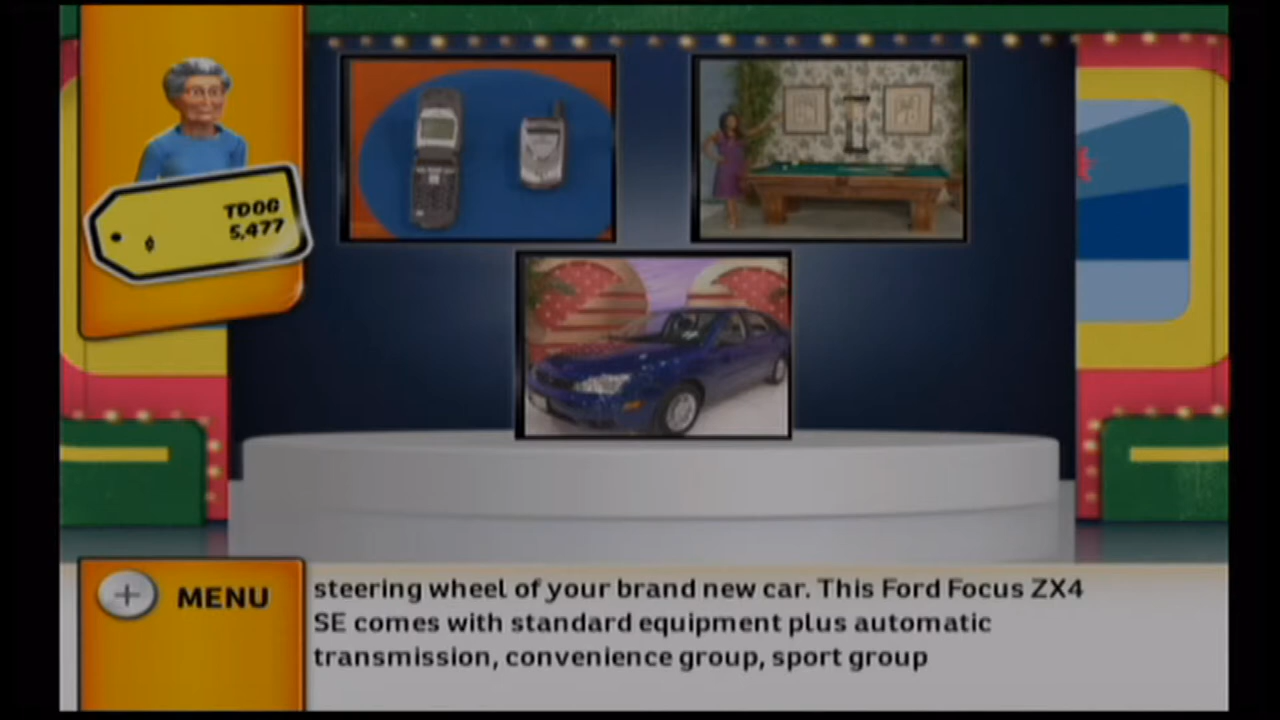 TDOG
$ 5,477
+ MENU
steering wheel of your brand new car. This Ford Focus ZX4
SE comes with standard equipment plus automatic
transmission, convenience group, sport group